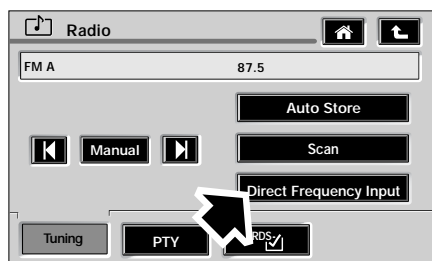 Radio
FM A 87.5
Auto Store
Manual Scan
Direct Frequency Input
Tuning PTY RDS